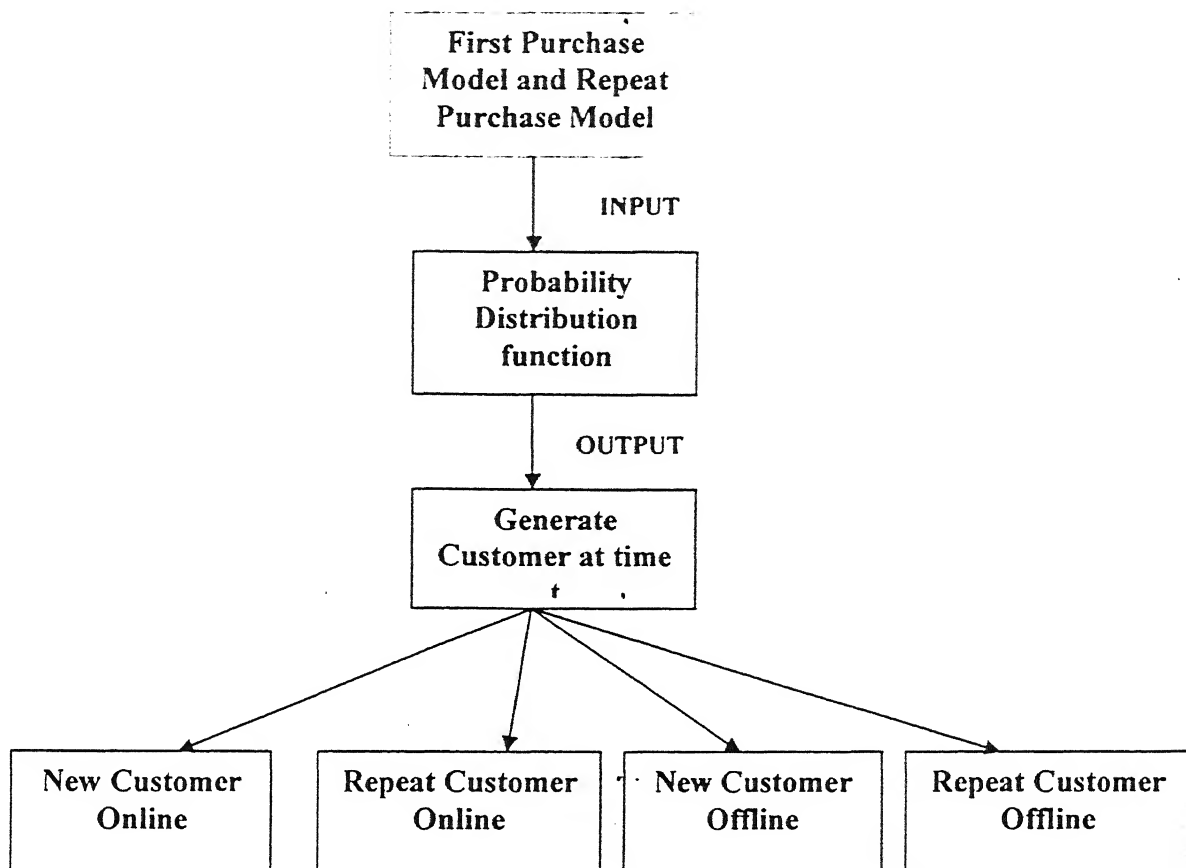 First Purchase
Model and Repeat
Purchase Model
INPUT
Probability
Distribution
function
OUTPUT
Generate
Customer at time
t
New Customer
Online
Repeat Customer
Online
New Customer
Offline
Repeat Customer
Offline